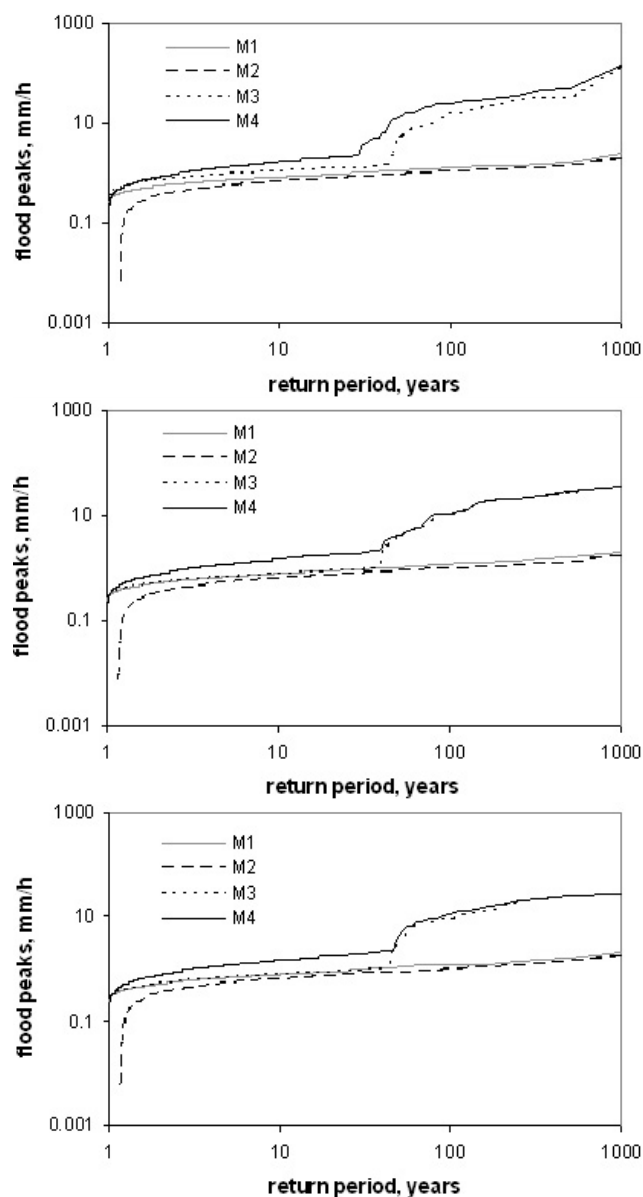 1000
M1
M2
M3
M4
10
0.1
0.001
flood peaks, mm/h
1 10 100 1000
return period, years
1000
M1
M2
M3
M4
10
0.1
0.001
flood peaks, mm/h
1 10 100 1000
return period, years
1000
M1
M2
M3
M4
10
0.1
0.001
flood peaks, mm/h
1 10 100 1000
return period, years